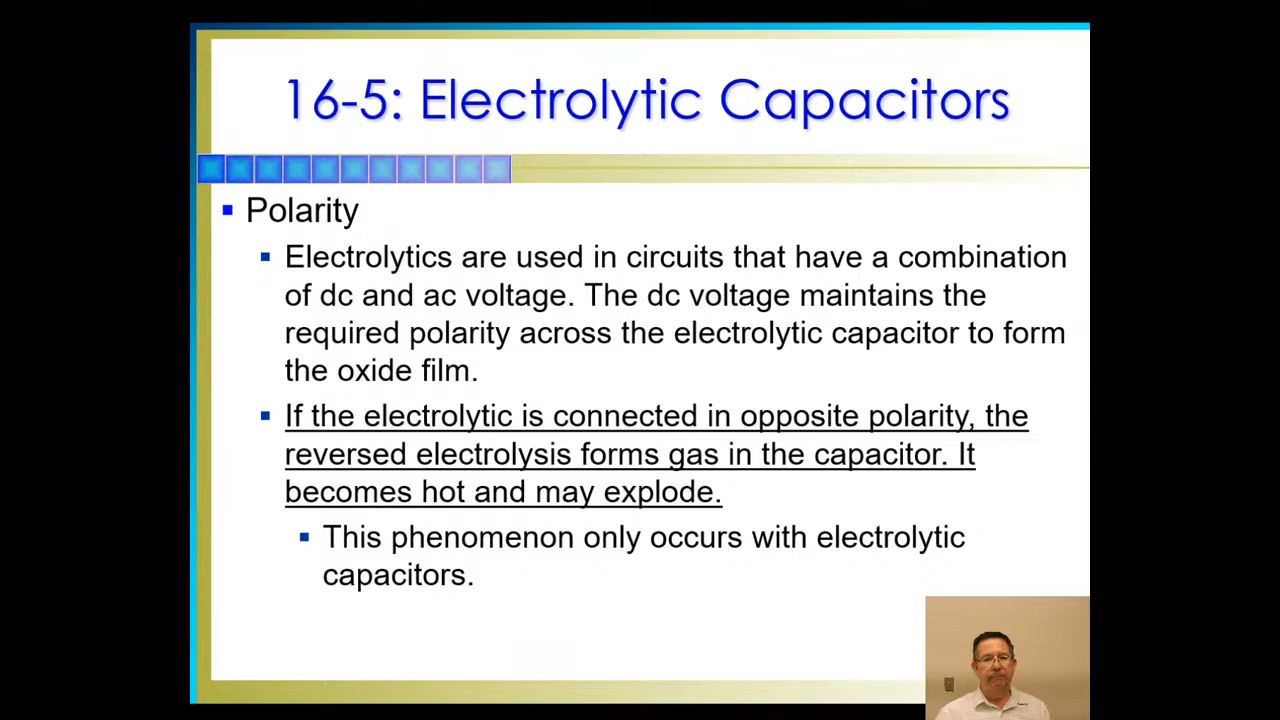 16-5: Electrolytic Capacitors
Polarity
Electrolytics are used in circuits that have a combination
of dc and ac voltage. The dc voltage maintains the
required polarity across the electrolytic capacitor to form
the oxide film.
If the electrolytic is connected in opposite polarity, the
reversed electrolysis forms gas in the capacitor. It
becomes hot and may explode.
This phenomenon only occurs with electrolytic
capacitors.